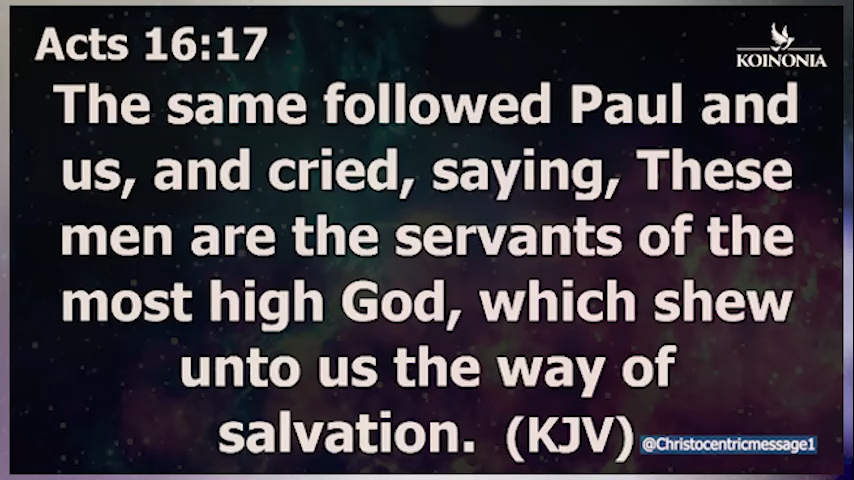 Acts 16:17
KOINONIA
The same followed Paul and
us, and cried, saying, These
men are the servants of the
most high God, which shew
unto us the way of
salvation. (KJV)
@Christocentricmessage1